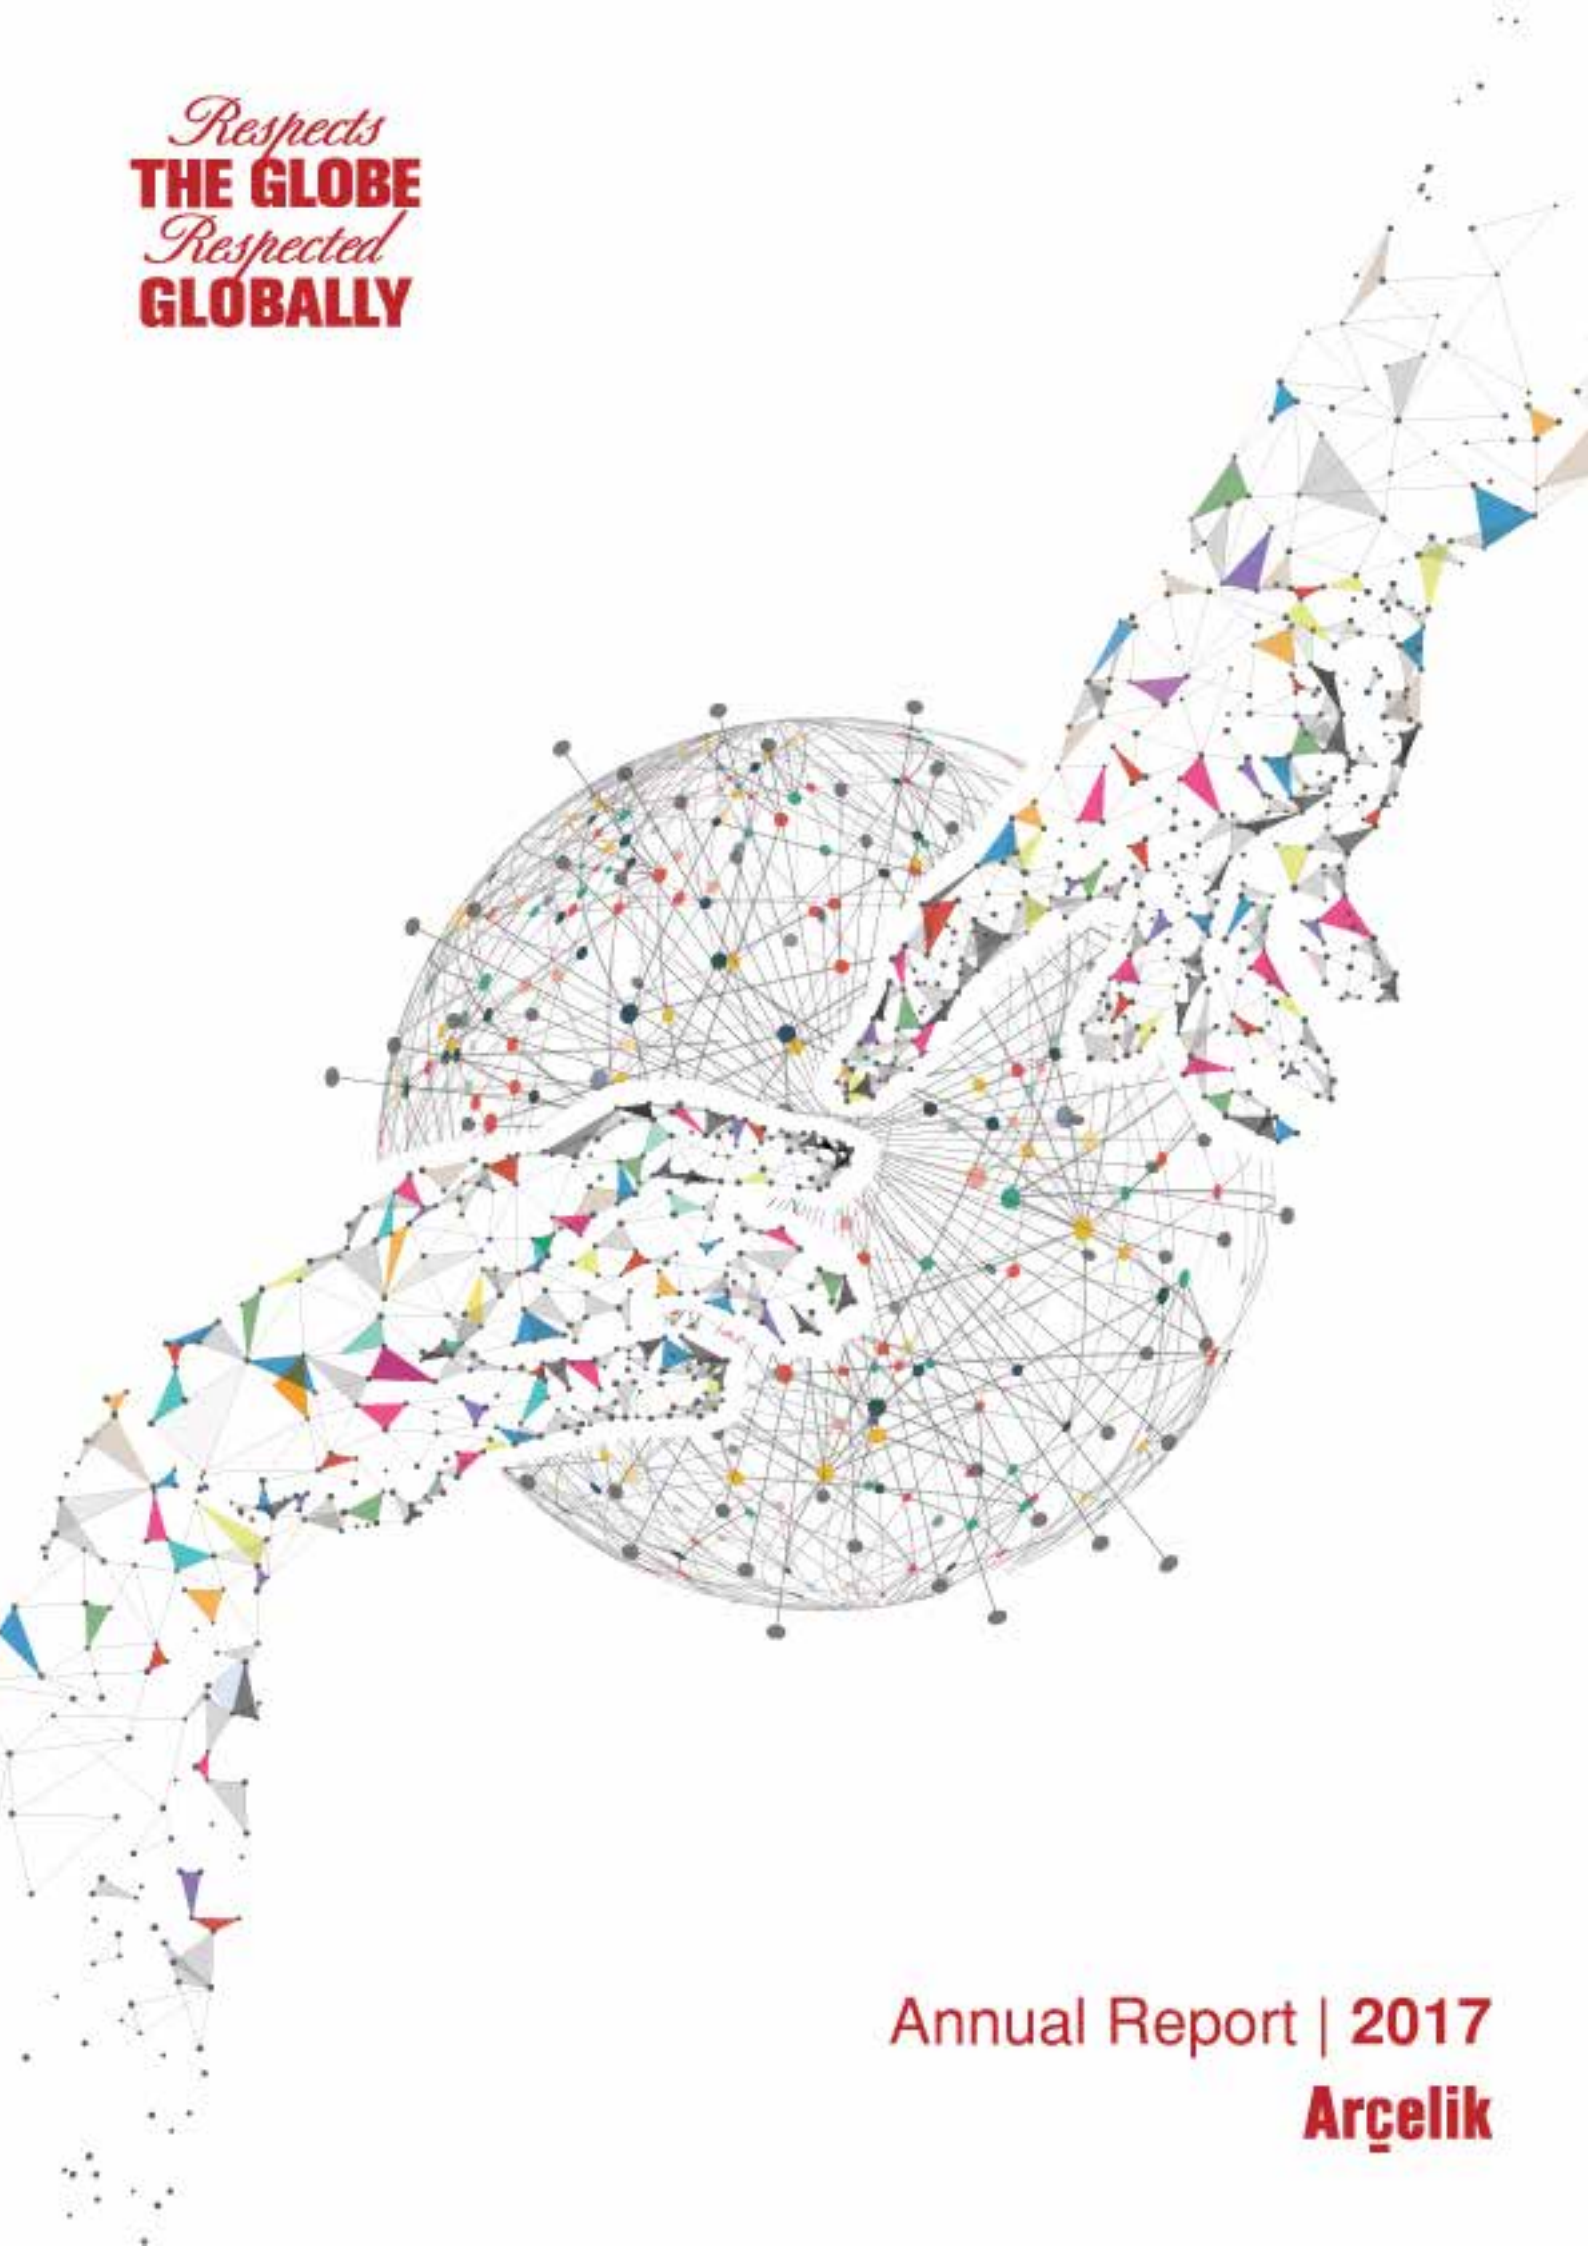 Respects
THE GLOBE
Respected
GLOBALLY
Annual Report | 2017
Arçelik